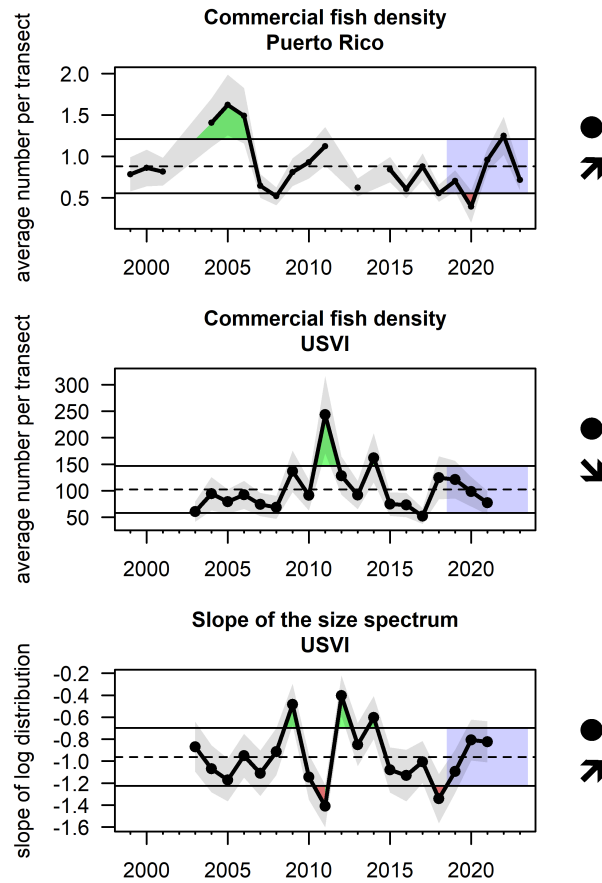 Commercial fish density
Puerto Rico
average number per transect
2.0
1.5
1.0
0.5
2000 2005 2010 2015 2020
Commercial fish density
USVI
average number per transect
300
250
200
150
100
50
2000 2005 2010 2015 2020
Slope of the size spectrum
USVI
slope of log distribution
-0.2
-0.4
-0.6
-0.8
-1.0
-1.2
-1.4
-1.6
2000 2005 2010 2015 2020